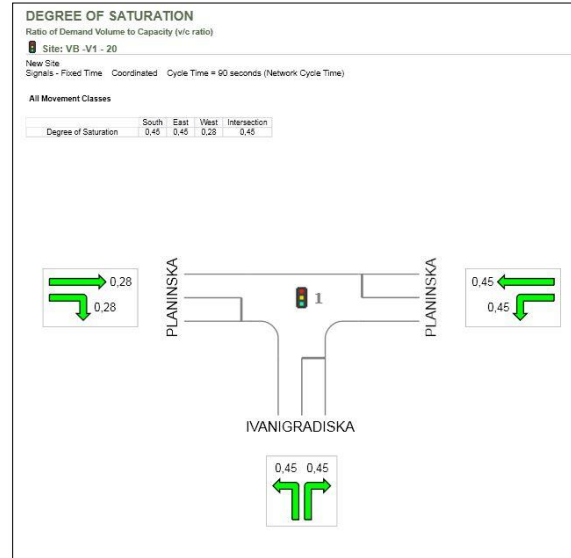 DEGREE OF SATURATION
Ratio of Demand Volume to Capacity (v/c ratio)
Site: VB -V1 - 20
New Site
Signals - Fixed Time Coordinated Cycle Time = 90 seconds (Network Cycle Time)
All Movement Classes
South East West Intersection
Degree of Saturation 0,45 0,45 0,28 0,45
0,28
0,28
PLANINSKA
1
PLANINSKA
0,45
0,45
IVANIGRADISKA
0,45 0,45